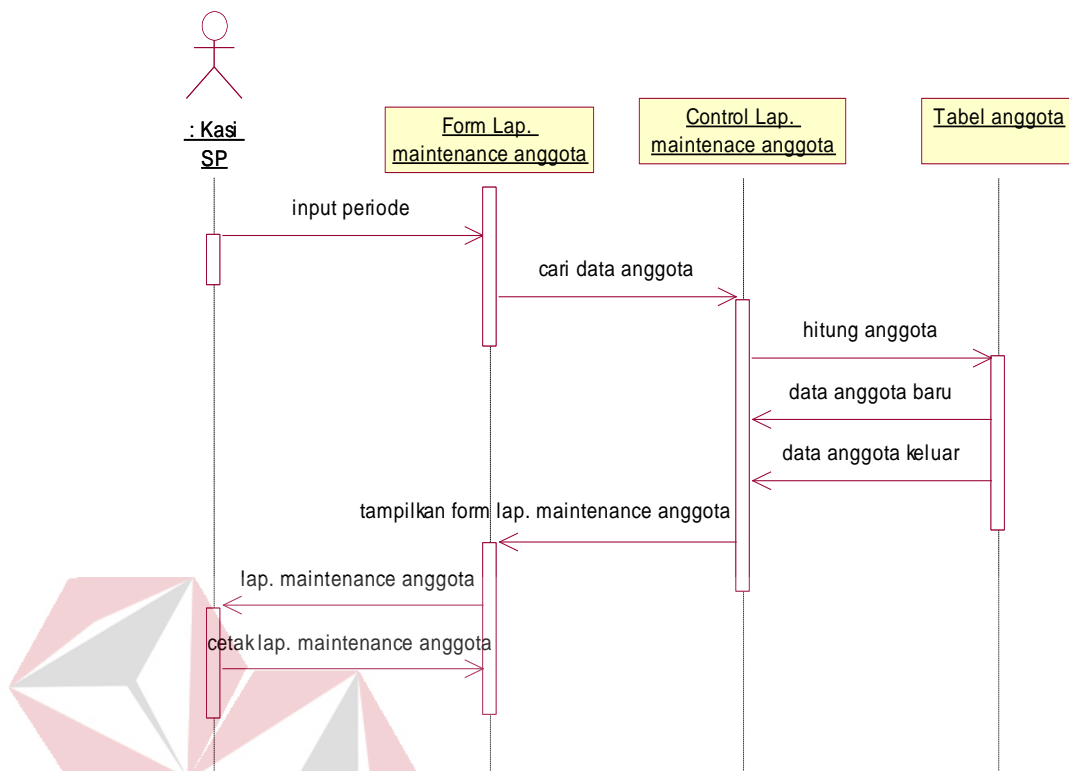 : Kasi
SP
Form Lap.
maintenance anggota
Control Lap.
maintenace anggota
Tabel anggota
input periode
cari data anggota
hitung anggota
data anggota baru
data anggota keluar
tampilkan form lap. maintenance anggota
lap. maintenance anggota
cetak lap. maintenance anggota